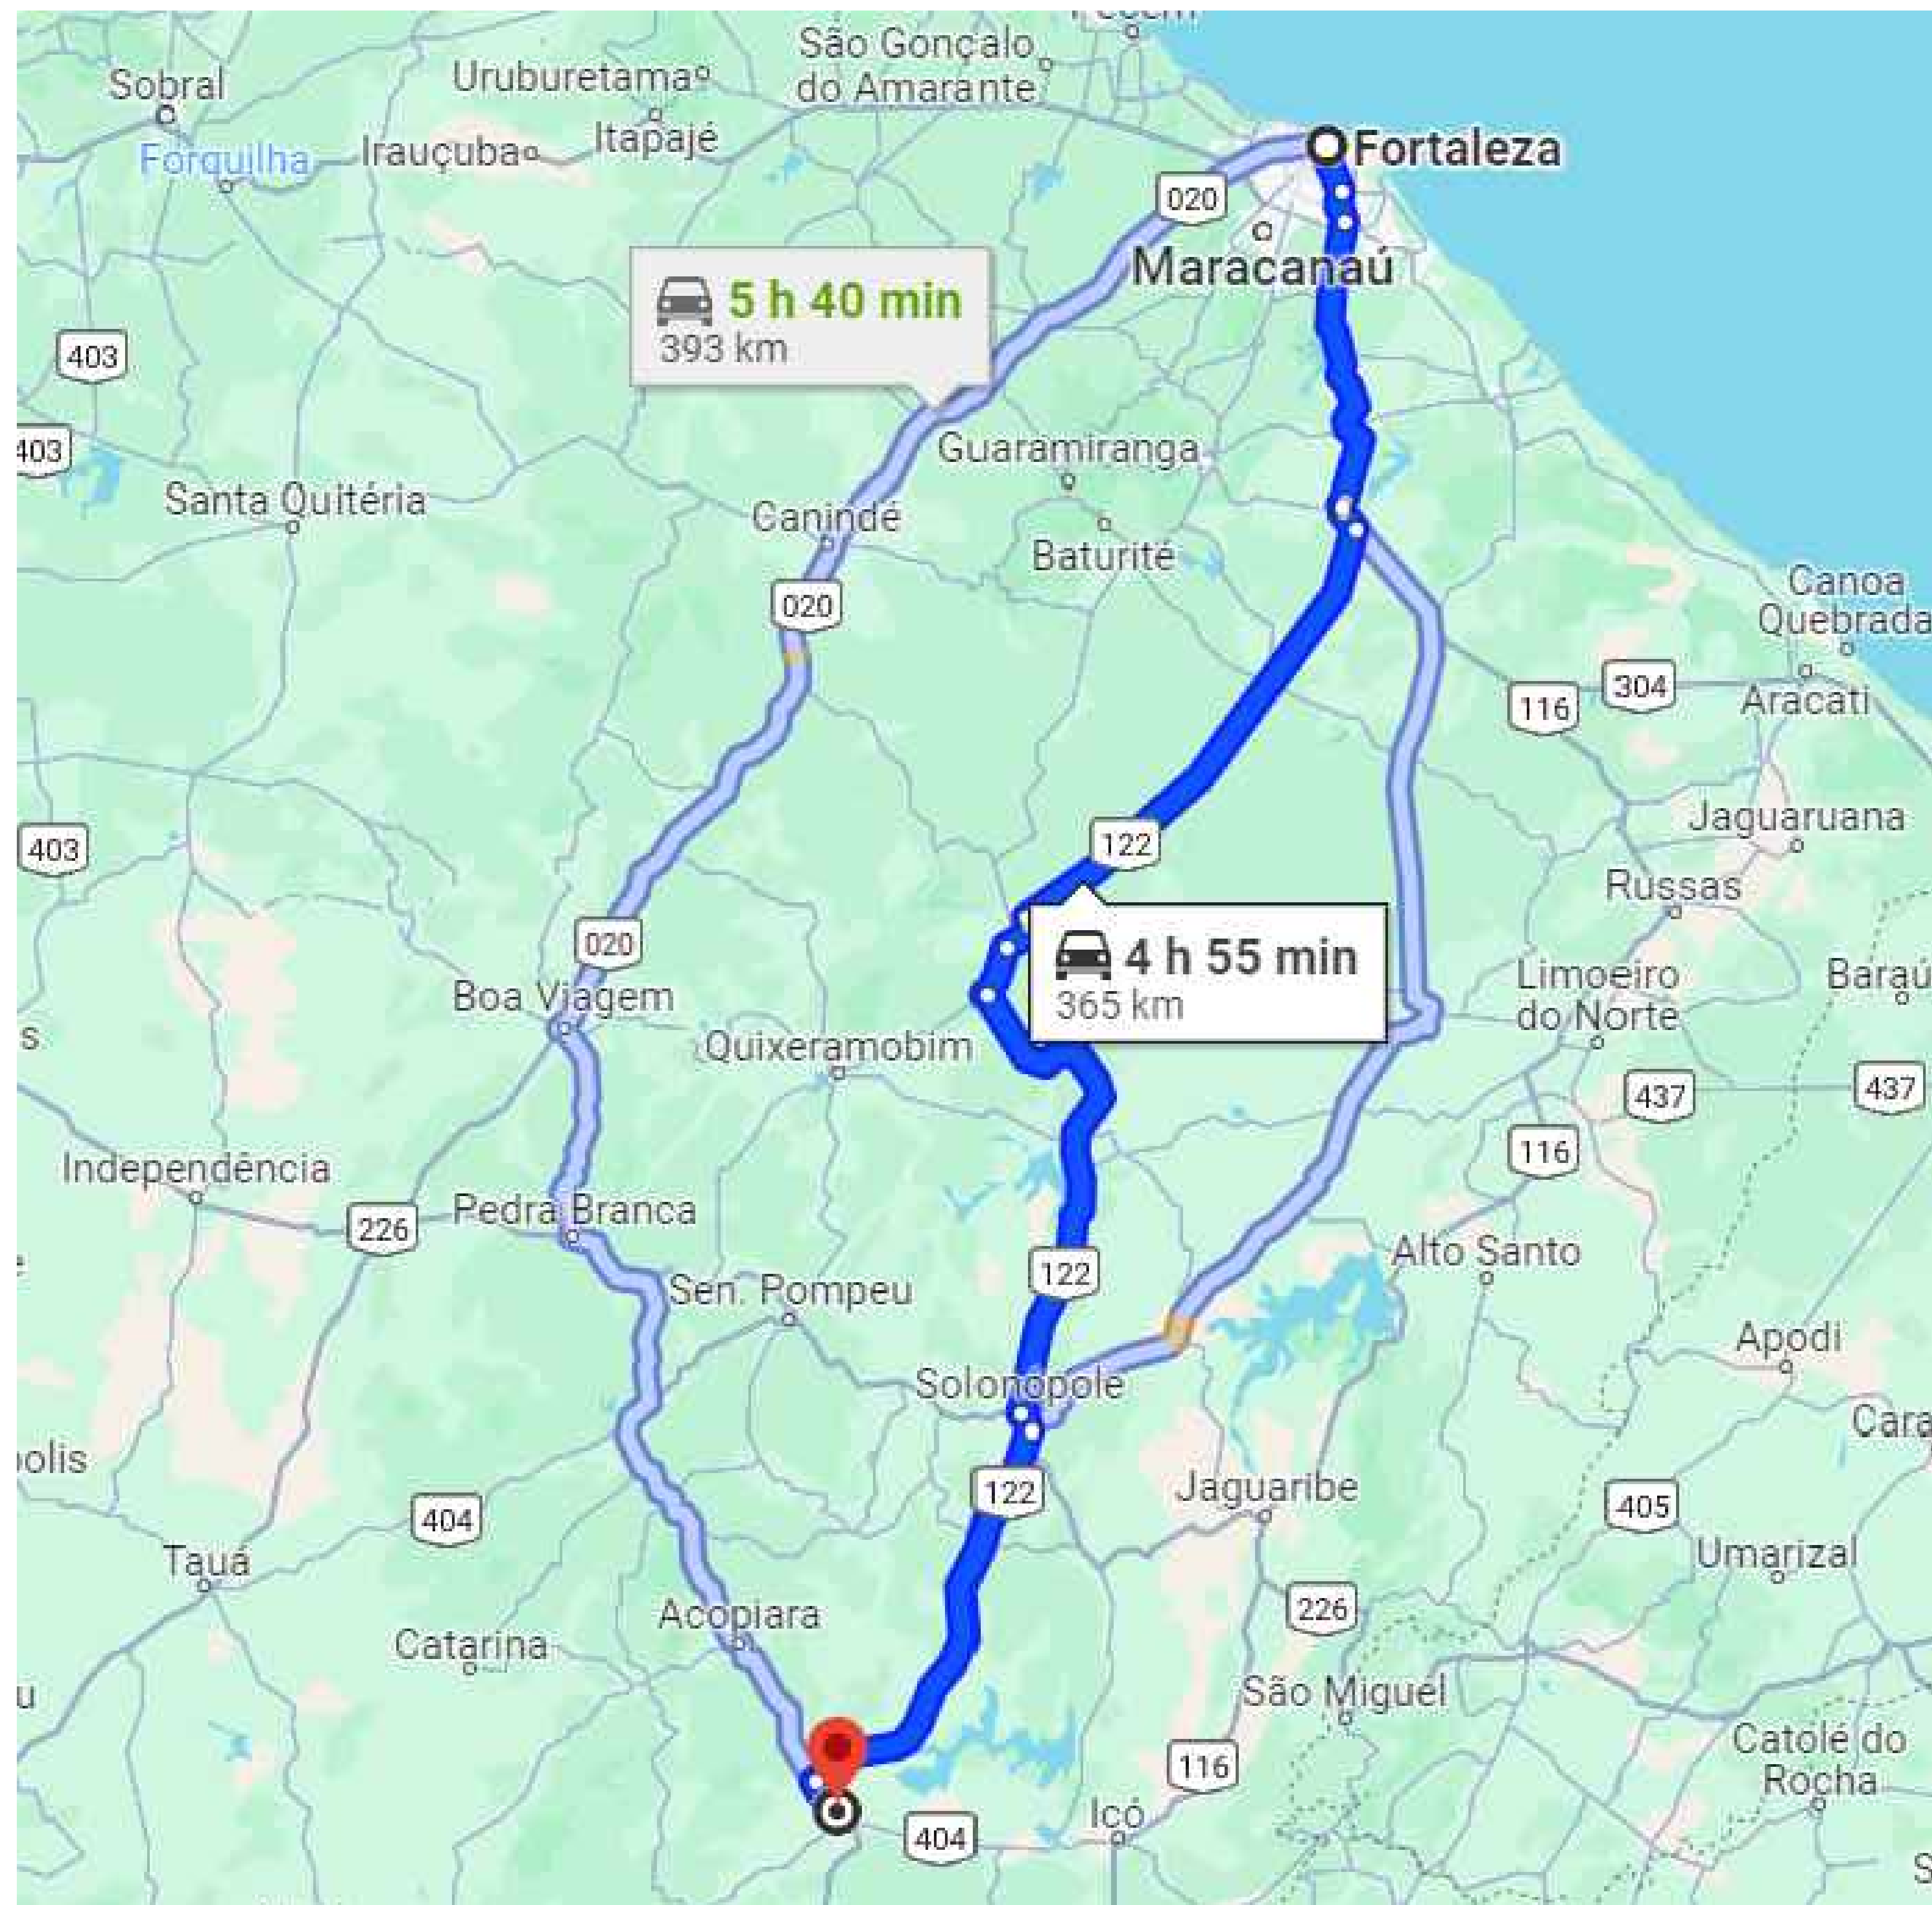 São Gonçalo
do Amarante
Sobral
Uruburetama
Itapajé
Irauçuba
Forquilha
Fortaleza
020
Maracanaú
5 h 40 min
393 km
403
403
Guaramiranga
Santa Quitéria
Canindé
Baturité
020
Canoa
Quebrada
304
116
Aracati
122
Jaguaruana
403
Russas
020
4 h 55 min
365 km
Limoeiro
do Norte
Baraú
Boa Viagem
s
Quixeramobim
437
437
116
Independência
Pedra Branca
226
Alto Santo
122
Sen. Pompeu
Apodi
Solonópole
Cara
olis
Jaguaribe
122
404
405
Umarizal
Tauá
Acopiara
226
Catarina
São Miguel
u
Catolé do
Rocha
116
Icó
404
S